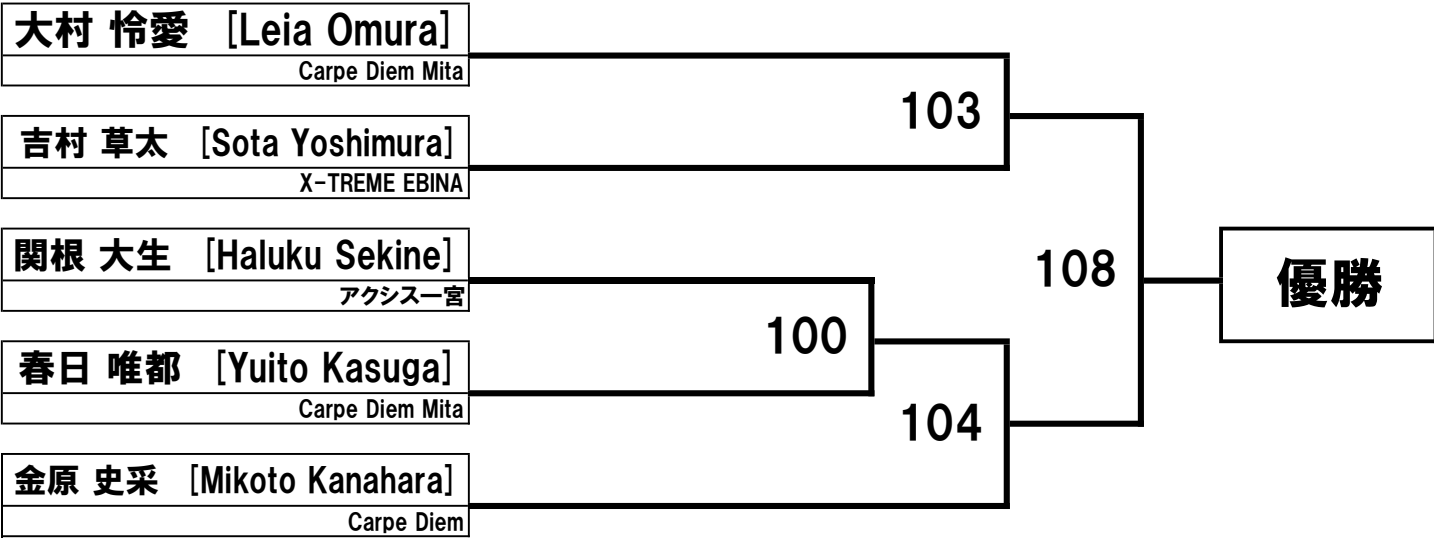 大村 怜愛 [Leia Omura]
Carpe Diem Mita
103
吉村 草太 [Sota Yoshimura]
X-TREME EBINA
関根 大生 [Haluku Sekine]
アクシス一宮
108
優勝
100
春日 唯都 [Yuito Kasuga]
Carpe Diem Mita
104
金原 史采 [Mikoto Kanahara]
Carpe Diem